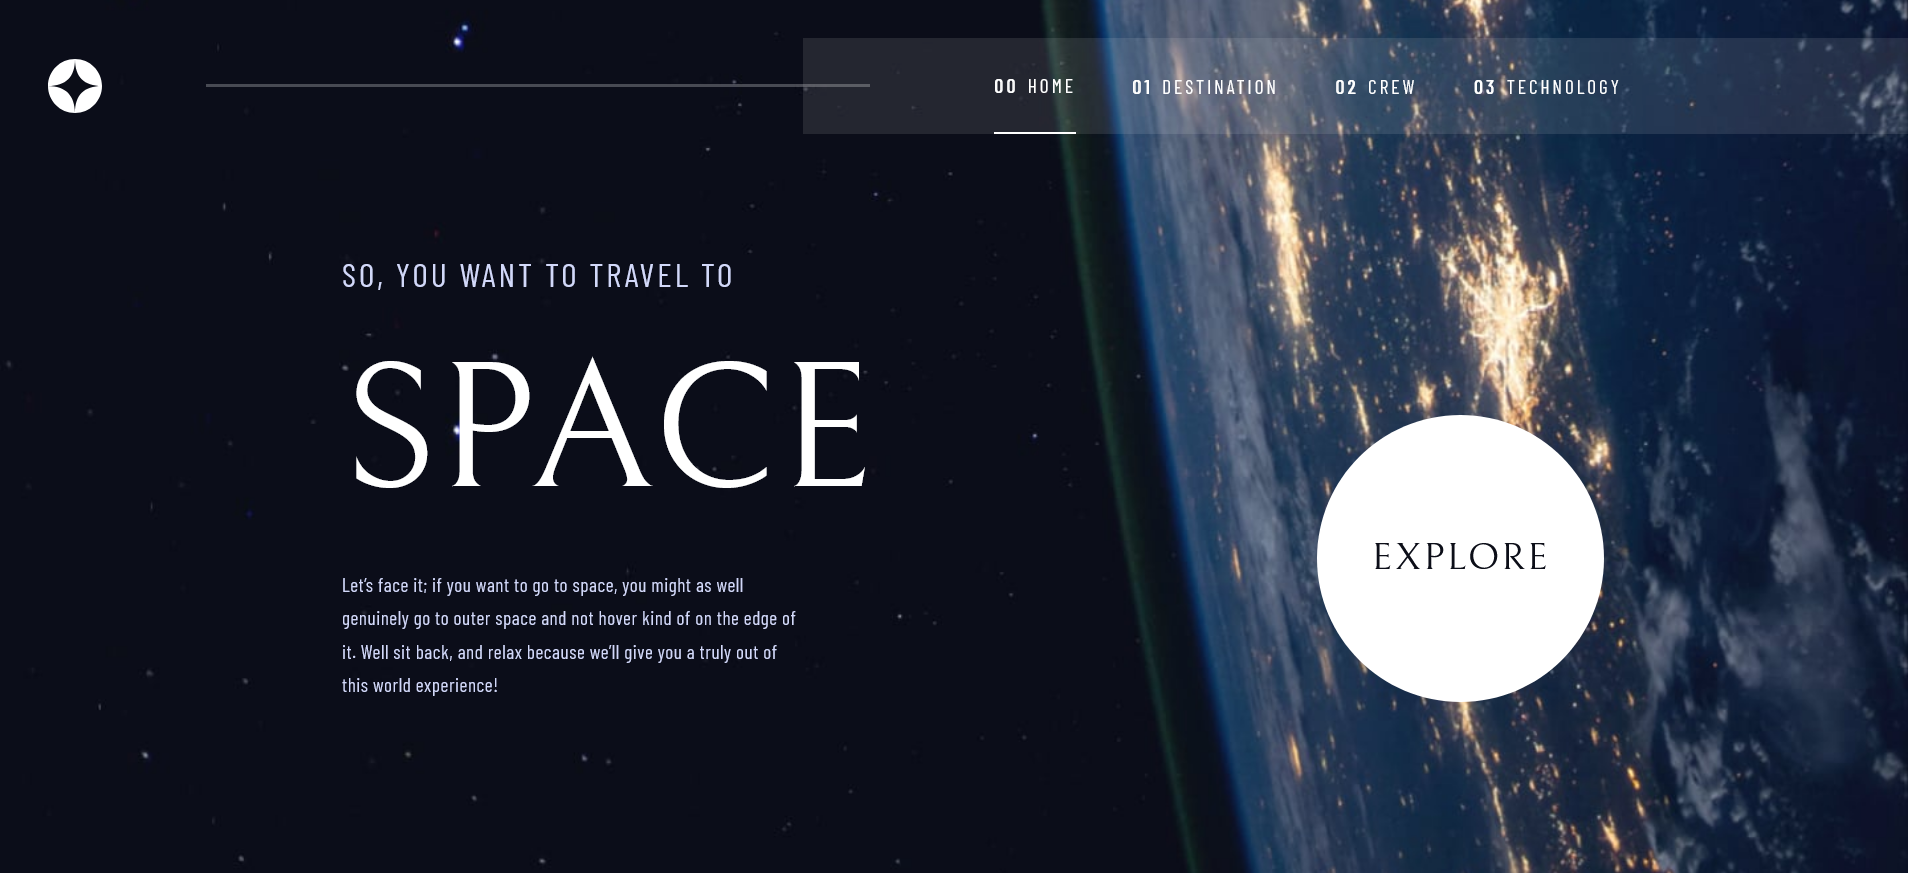 00 HOME 01 DESTINATION 02 CREW 03 TECHNOLOGY
SO, YOU WANT TO TRAVEL TO
SPACE
Let’s face it; if you want to go to space, you might as well
genuinely go to outer space and not hover kind of on the edge of
it. Well sit back, and relax because we’ll give you a truly out of
this world experience!
EXPLORE